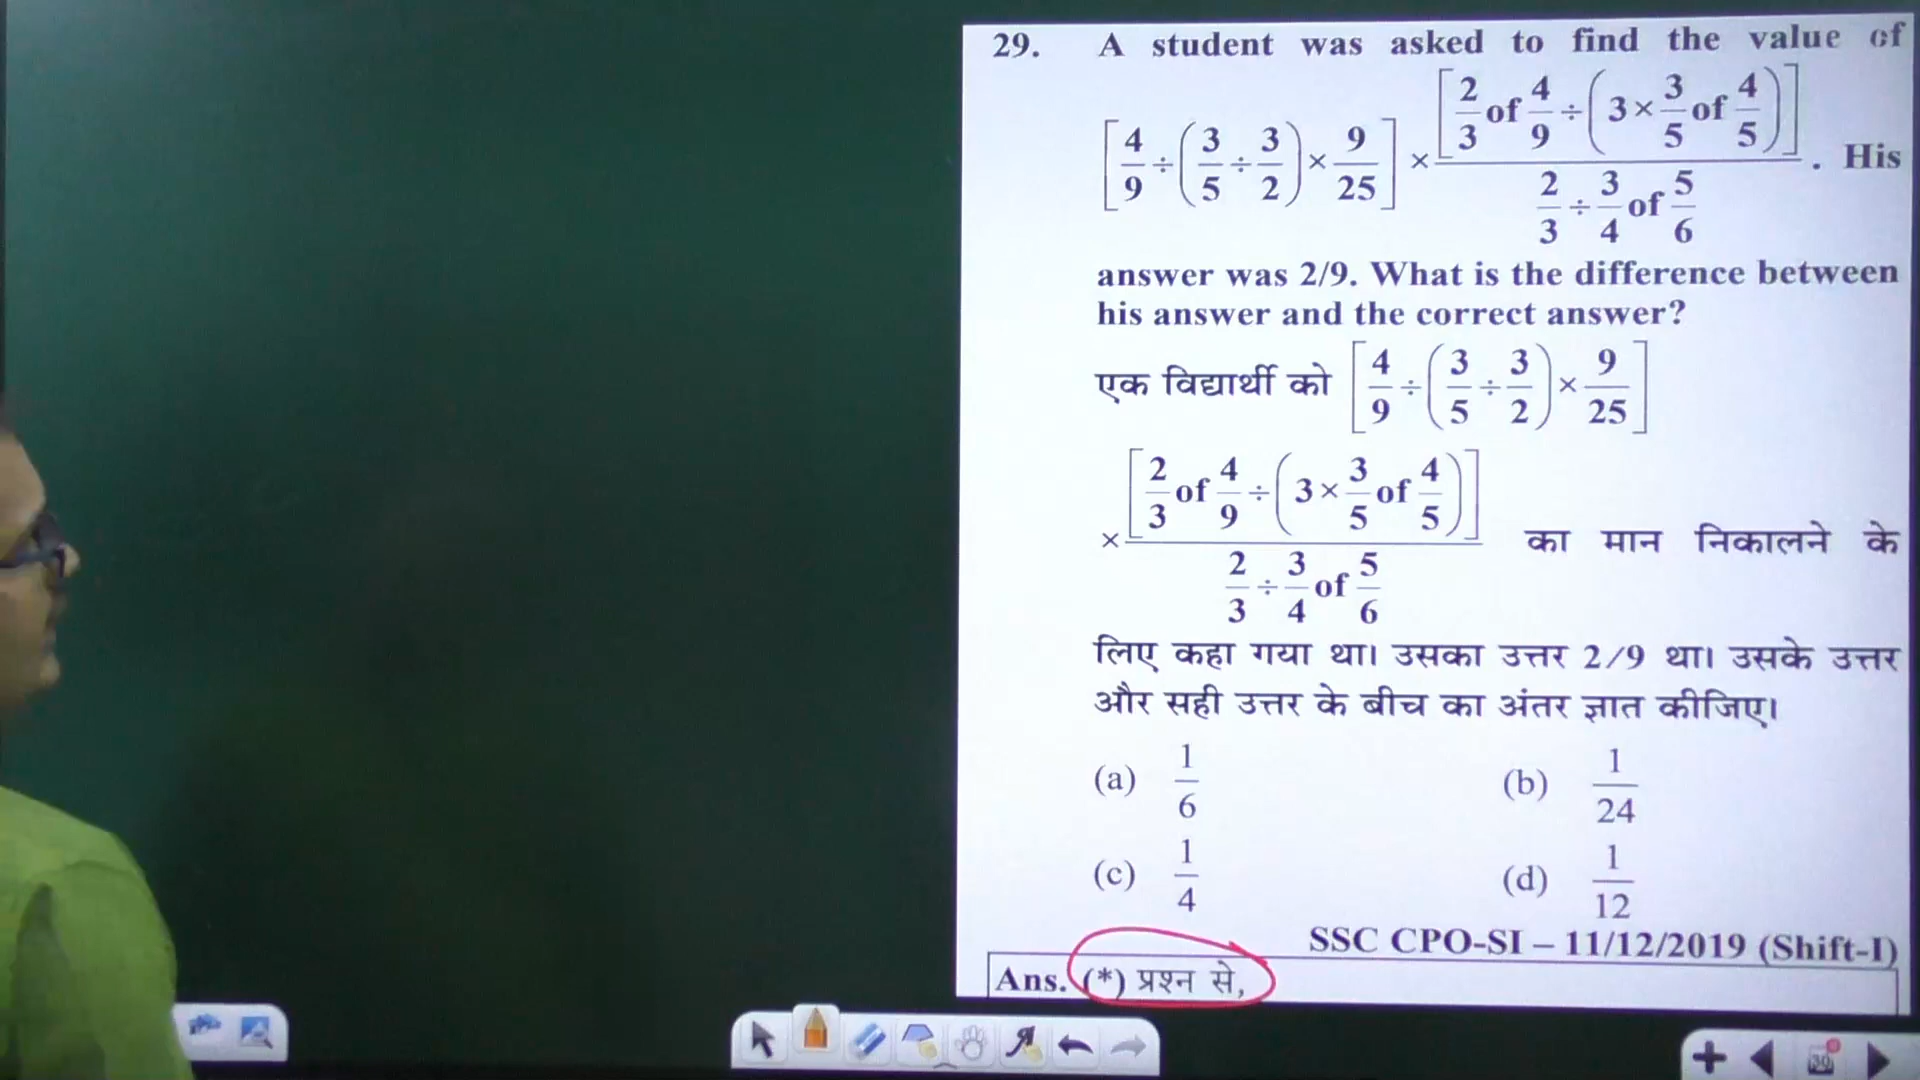 29. A student was asked to find the value of
[4/9 ÷ (3/5 ÷ 3/2) × 9/25] × [2/3 of 4/9 ÷ (3 × 3/5 of 4/5)] / (2/3 ÷ 3/4 of 5/6) . His
answer was 2/9. What is the difference between
his answer and the correct answer?
एक विद्यार्थी को [4/9 ÷ (3/5 ÷ 3/2) × 9/25]
× [2/3 of 4/9 ÷ (3 × 3/5 of 4/5)] / (2/3 ÷ 3/4 of 5/6) का मान निकालने के
लिए कहा गया था। उसका उत्तर 2/9 था। उसके उत्तर
और सही उत्तर के बीच का अंतर ज्ञात कीजिए।
(a) 1/6 (b) 1/24
(c) 1/4 (d) 1/12
SSC CPO-SI – 11/12/2019 (Shift-I)
Ans. (*) प्रश्न से,
30